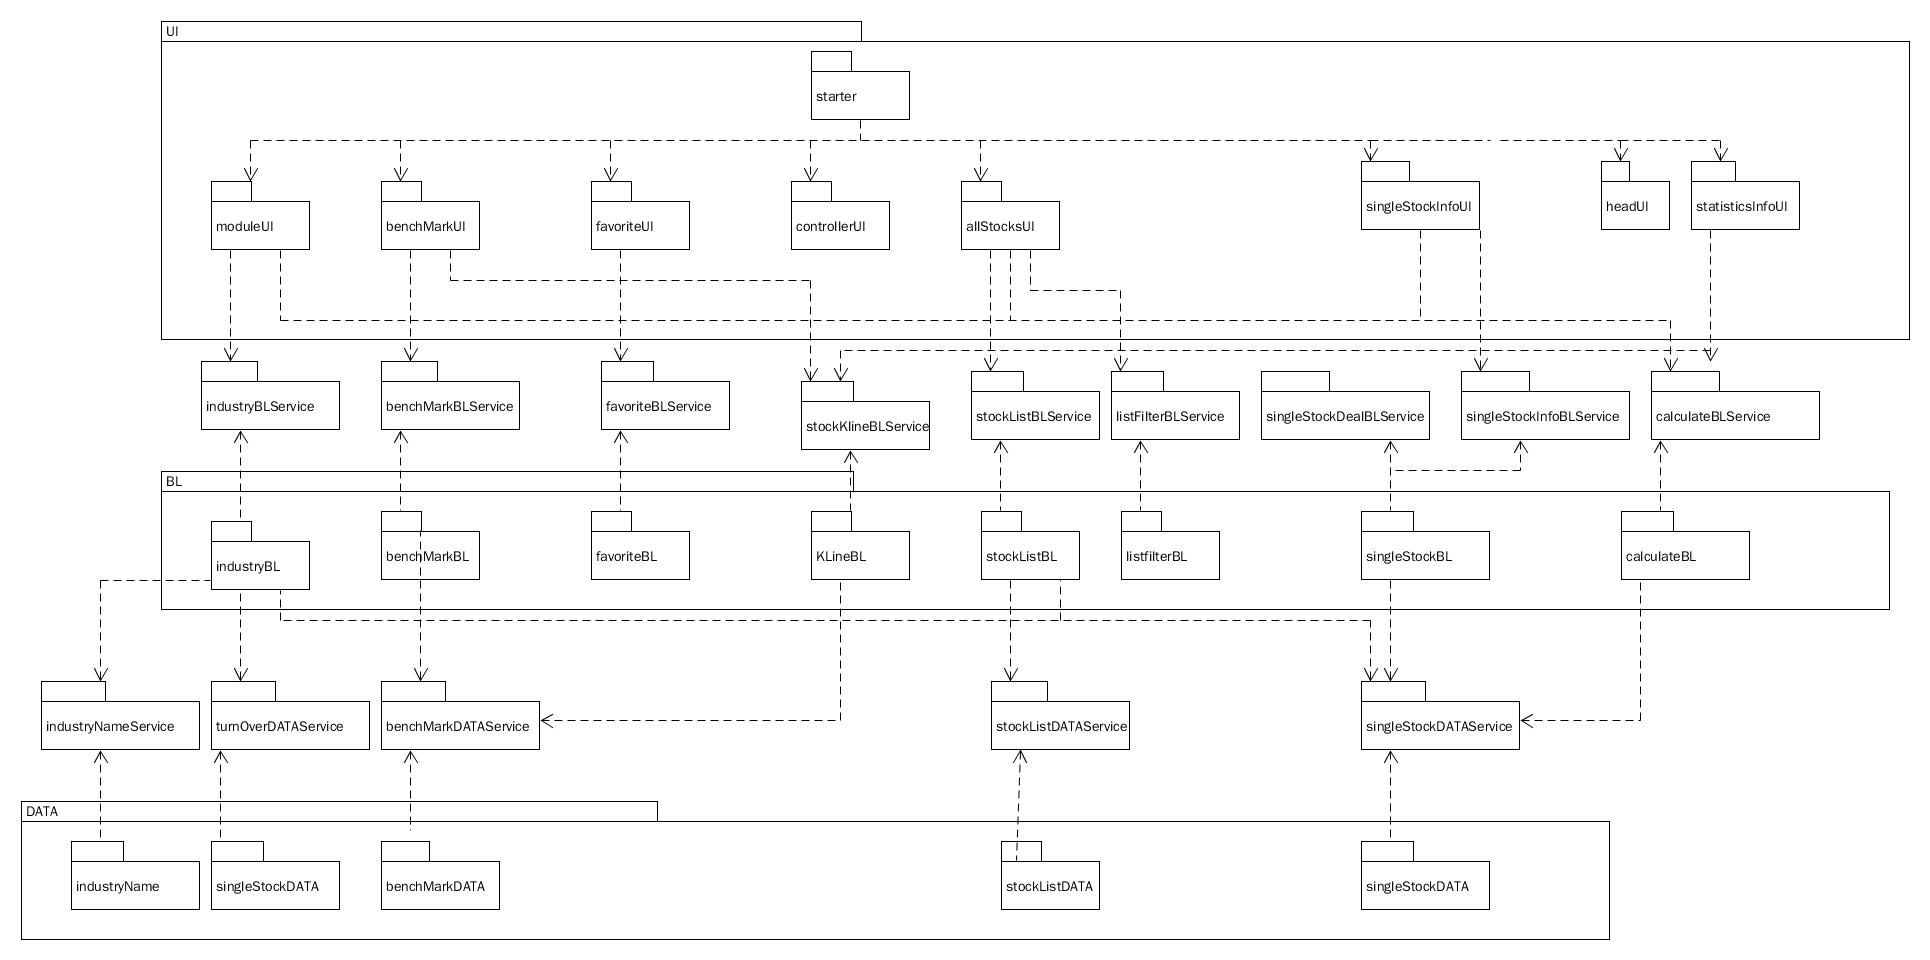 UI
starter
moduleUI
benchMarkUI
favoriteUI
controllerUI
allStocksUI
singleStockInfoUI
headUI
statisticsInfoUI
industryBLService
benchMarkBLService
favoriteBLService
stockKlineBLService
stockListBLService
listFilterBLService
singleStockDealBLService
singleStockInfoBLService
calculateBLService
BL
industryBL
benchMarkBL
favoriteBL
KLineBL
stockListBL
listfilterBL
singleStockBL
calculateBL
industryNameService
turnOverDATAService
benchMarkDATAService
stockListDATAService
singleStockDATAService
DATA
industryName
singleStockDATA
benchMarkDATA
stockListDATA
singleStockDATA